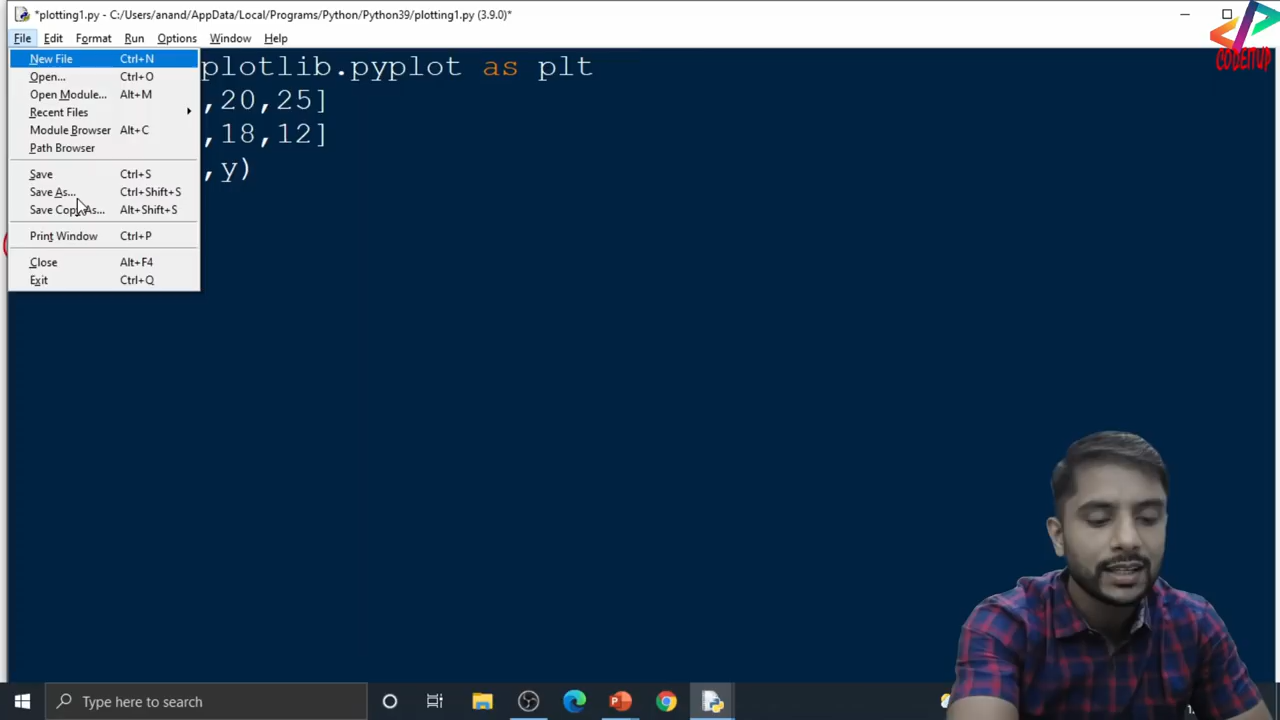 *plotting1.py - C:/Users/anand/AppData/Local/Programs/Python/Python39/plotting1.py (3.9.0)*
File Edit Format Run Options Window Help
CODEITUP
New File Ctrl+N
Open... Ctrl+O
Open Module... Alt+M
Recent Files
Module Browser Alt+C
Path Browser
Save Ctrl+S
Save As... Ctrl+Shift+S
Save Copy As... Alt+Shift+S
Print Window Ctrl+P
Close Alt+F4
Exit Ctrl+Q
plotlib.pyplot as plt
,20,25]
,18,12]
,y)
Type here to search